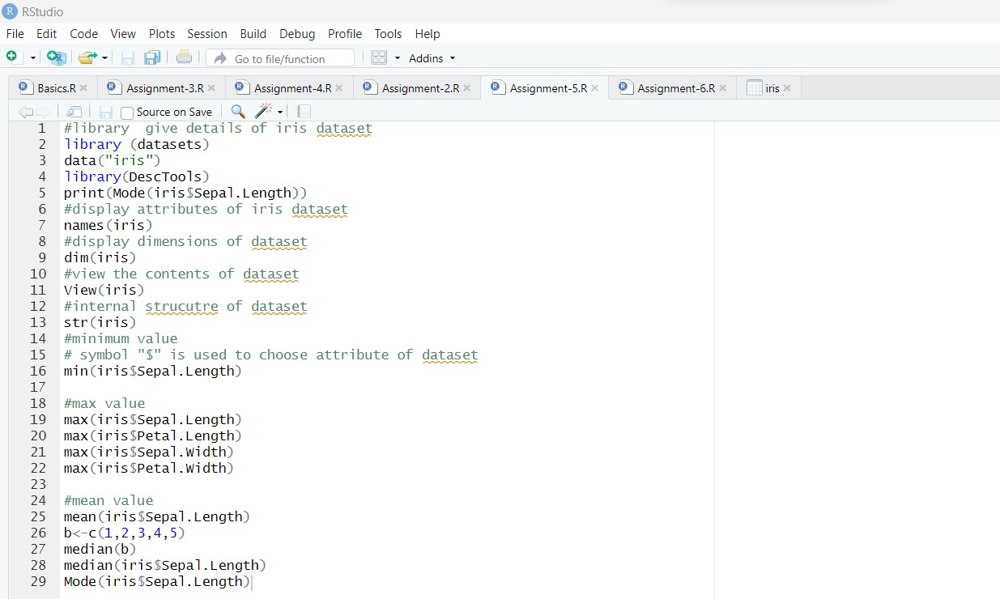 R RStudio
File Edit Code View Plots Session Build Debug Profile Tools Help
Go to file/function Addins
Basics.R Assignment-3.R Assignment-4.R Assignment-2.R Assignment-5.R Assignment-6.R iris
Source on Save
1 #library  give details of iris dataset
2 library (datasets)
3 data("iris")
4 library(DescTools)
5 print(Mode(iris$Sepal.Length))
6 #display attributes of iris dataset
7 names(iris)
8 #display dimensions of dataset
9 dim(iris)
10 #view the contents of dataset
11 View(iris)
12 #internal strucutre of dataset
13 str(iris)
14 #minimum value
15 # symbol "$" is used to choose attribute of dataset
16 min(iris$Sepal.Length)
17
18 #max value
19 max(iris$Sepal.Length)
20 max(iris$Petal.Length)
21 max(iris$Sepal.Width)
22 max(iris$Petal.Width)
23
24 #mean value
25 mean(iris$Sepal.Length)
26 b<-c(1,2,3,4,5)
27 median(b)
28 median(iris$Sepal.Length)
29 Mode(iris$Sepal.Length)